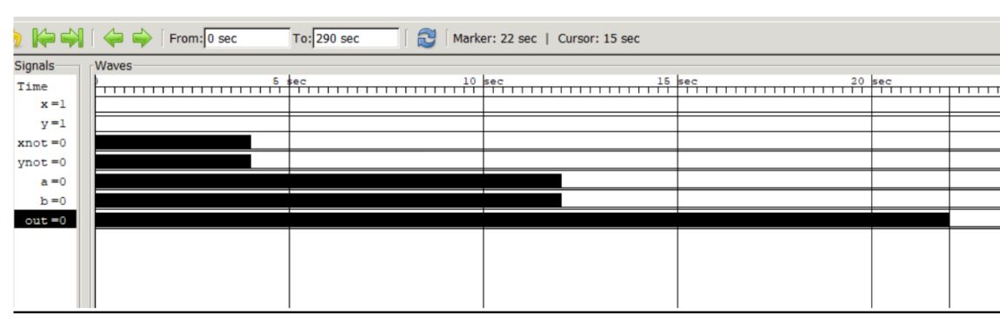 From: 0 sec To: 290 sec Marker: 22 sec | Cursor: 15 sec
Signals Waves
Time 0 5 sec 10 sec 15 sec 20 sec
x =1
y =1
xnot =0
ynot =0
a =0
b =0
out =0